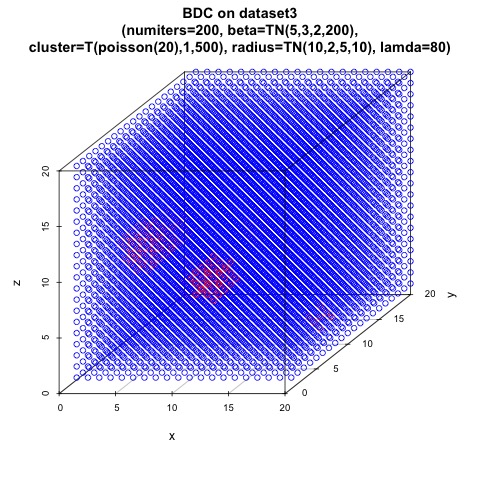 BDC on dataset3
(numiters=200, beta=TN(5,3,2,200),
cluster=T(poisson(20),1,500), radius=TN(10,2,5,10), lamda=80)
20
15
10
5
0
z
0 5 10 15 20
x
0
5
10
15
20
y